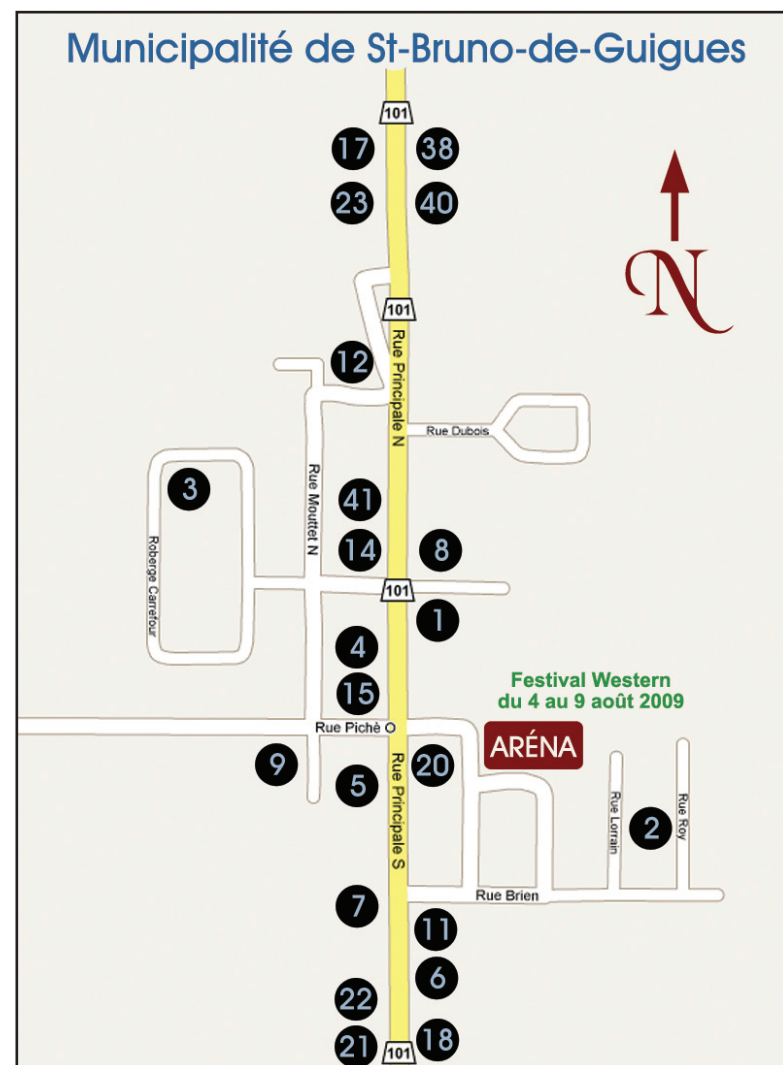 Municipalité de St-Bruno-de-Guigues
101
17
38
23
40
N
101
12
Rue Principale N
Rue Dubois
3
Rue Mouttet N
41
14
8
Roberge Carrefour
101
1
4
15
Festival Western
du 4 au 9 août 2009
Rue Pichè O
ARÉNA
9
20
5
Rue Principale S
Rue Lorrain
2
Rue Roy
7
Rue Brien
11
6
22
21
18
101